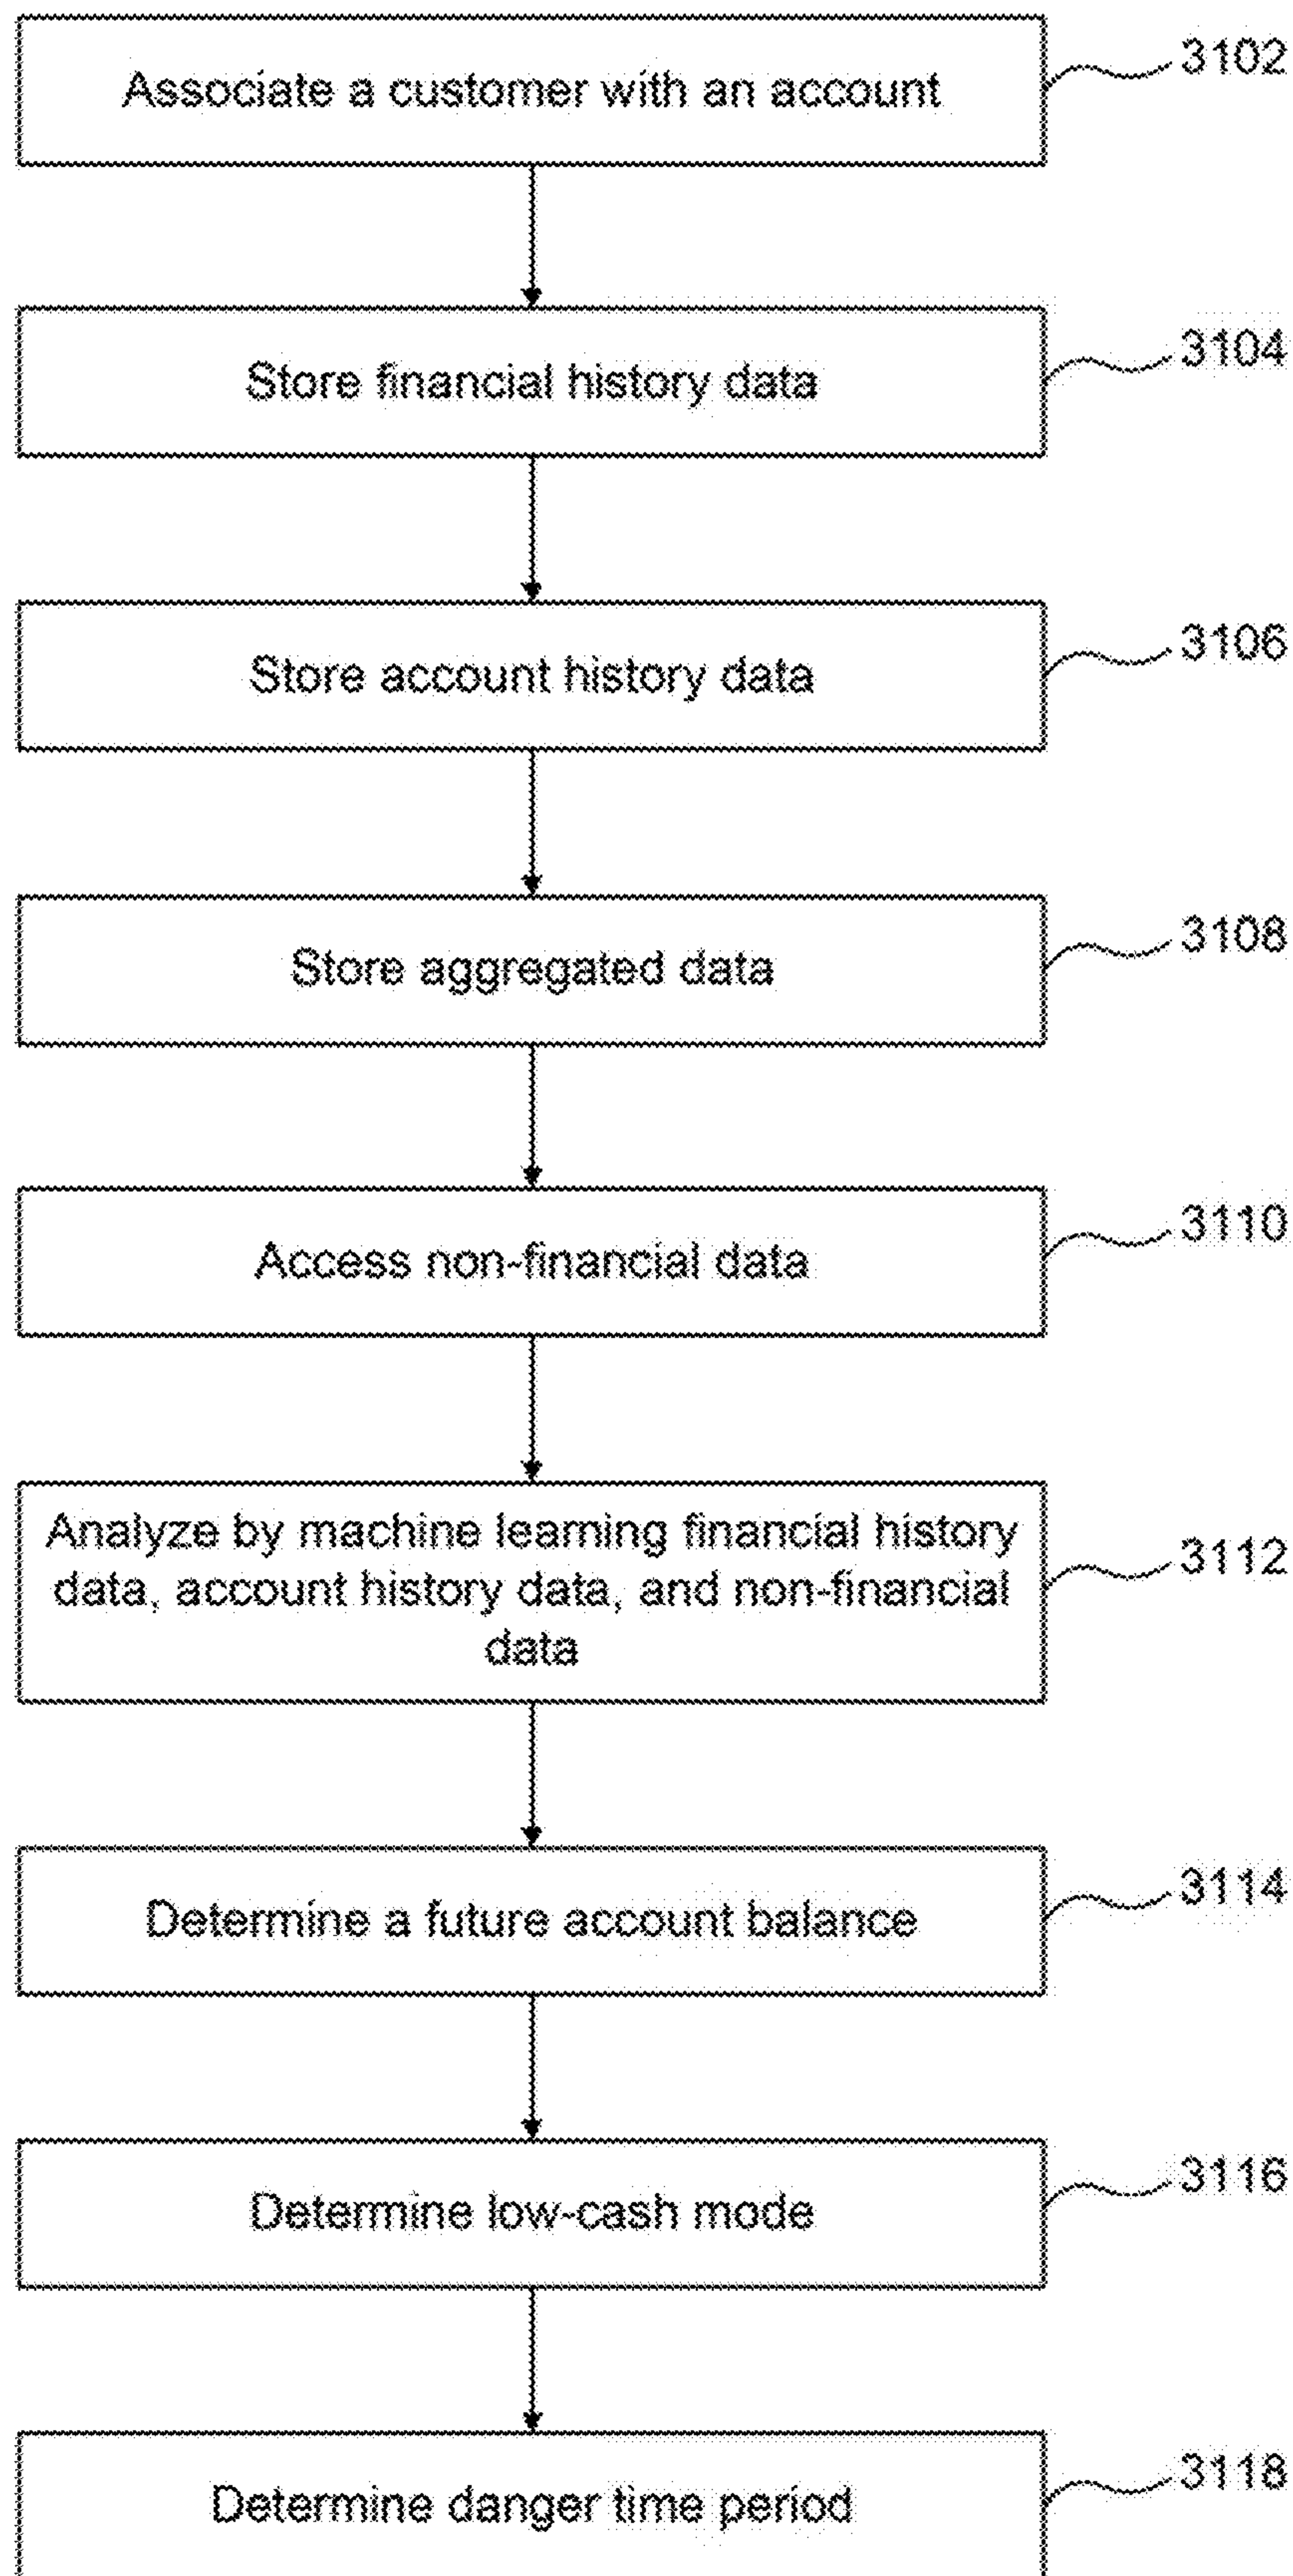 Associate a customer with an account
3102
Store financial history data
3104
Store account history data
3106
Store aggregated data
3108
Access non-financial data
3110
Analyze by machine learning financial history
data, account history data, and non-financial
data
3112
Determine a future account balance
3114
Determine low-cash mode
3116
Determine danger time period
3118